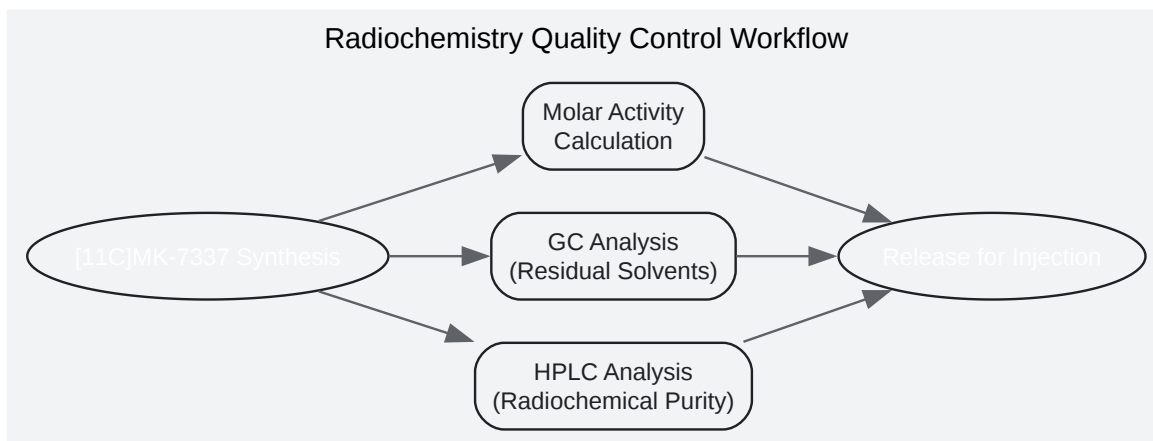 Radiochemistry Quality Control Workflow
Molar Activity
Calculation
[11C]MK-7337 Synthesis
GC Analysis
(Residual Solvents)
Release for Injection
HPLC Analysis
(Radiochemical Purity)